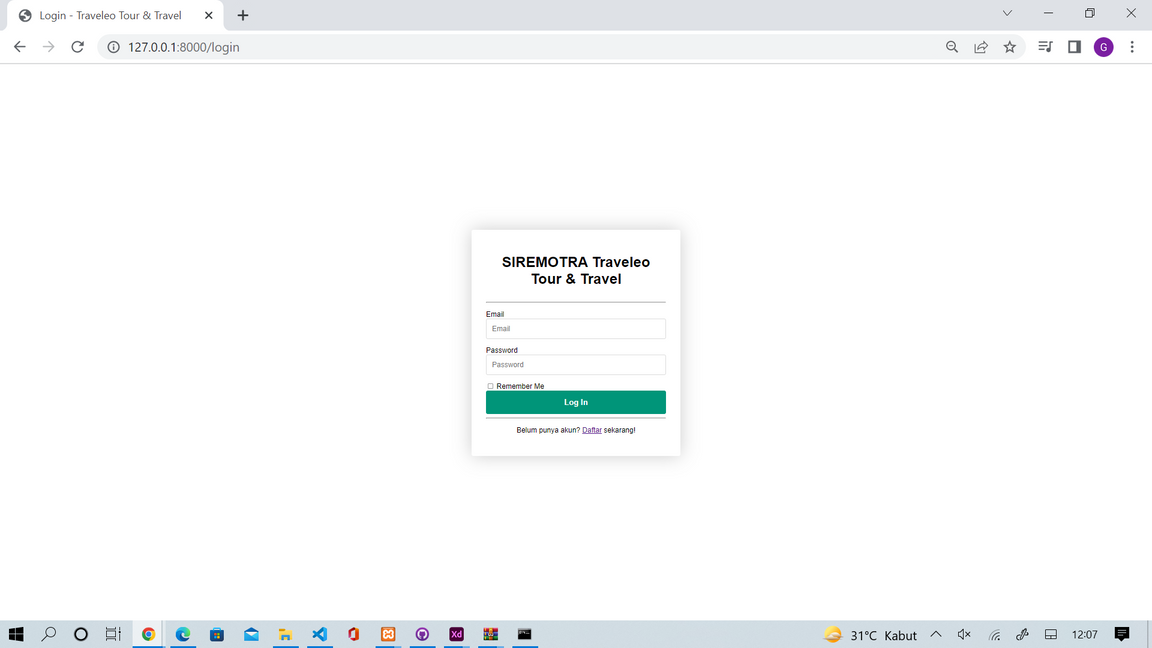 Login - Traveleo Tour & Travel
127.0.0.1:8000/login
G
SIREMOTRA Traveleo
Tour & Travel
Email
Email
Password
Password
Remember Me
Log In
Belum punya akun? Daftar sekarang!
Xd
31°C Kabut
12:07